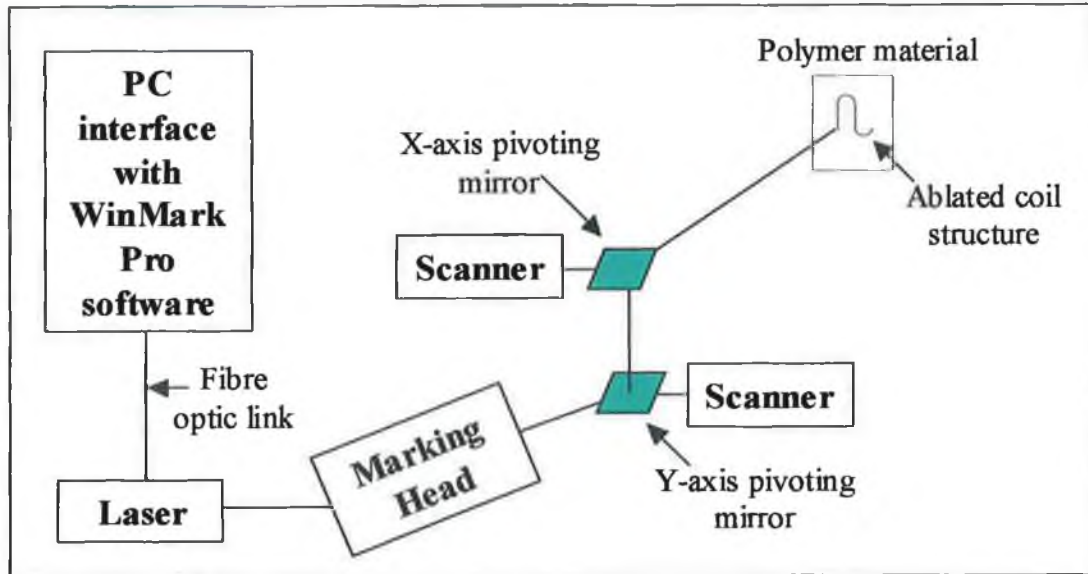 PC
interface
with
WinMark
Pro
software
Polymer material
X-axis pivoting
mirror
Ablated coil
structure
Scanner
Fibre
optic link
Scanner
Marking
Head
Y-axis pivoting
mirror
Laser